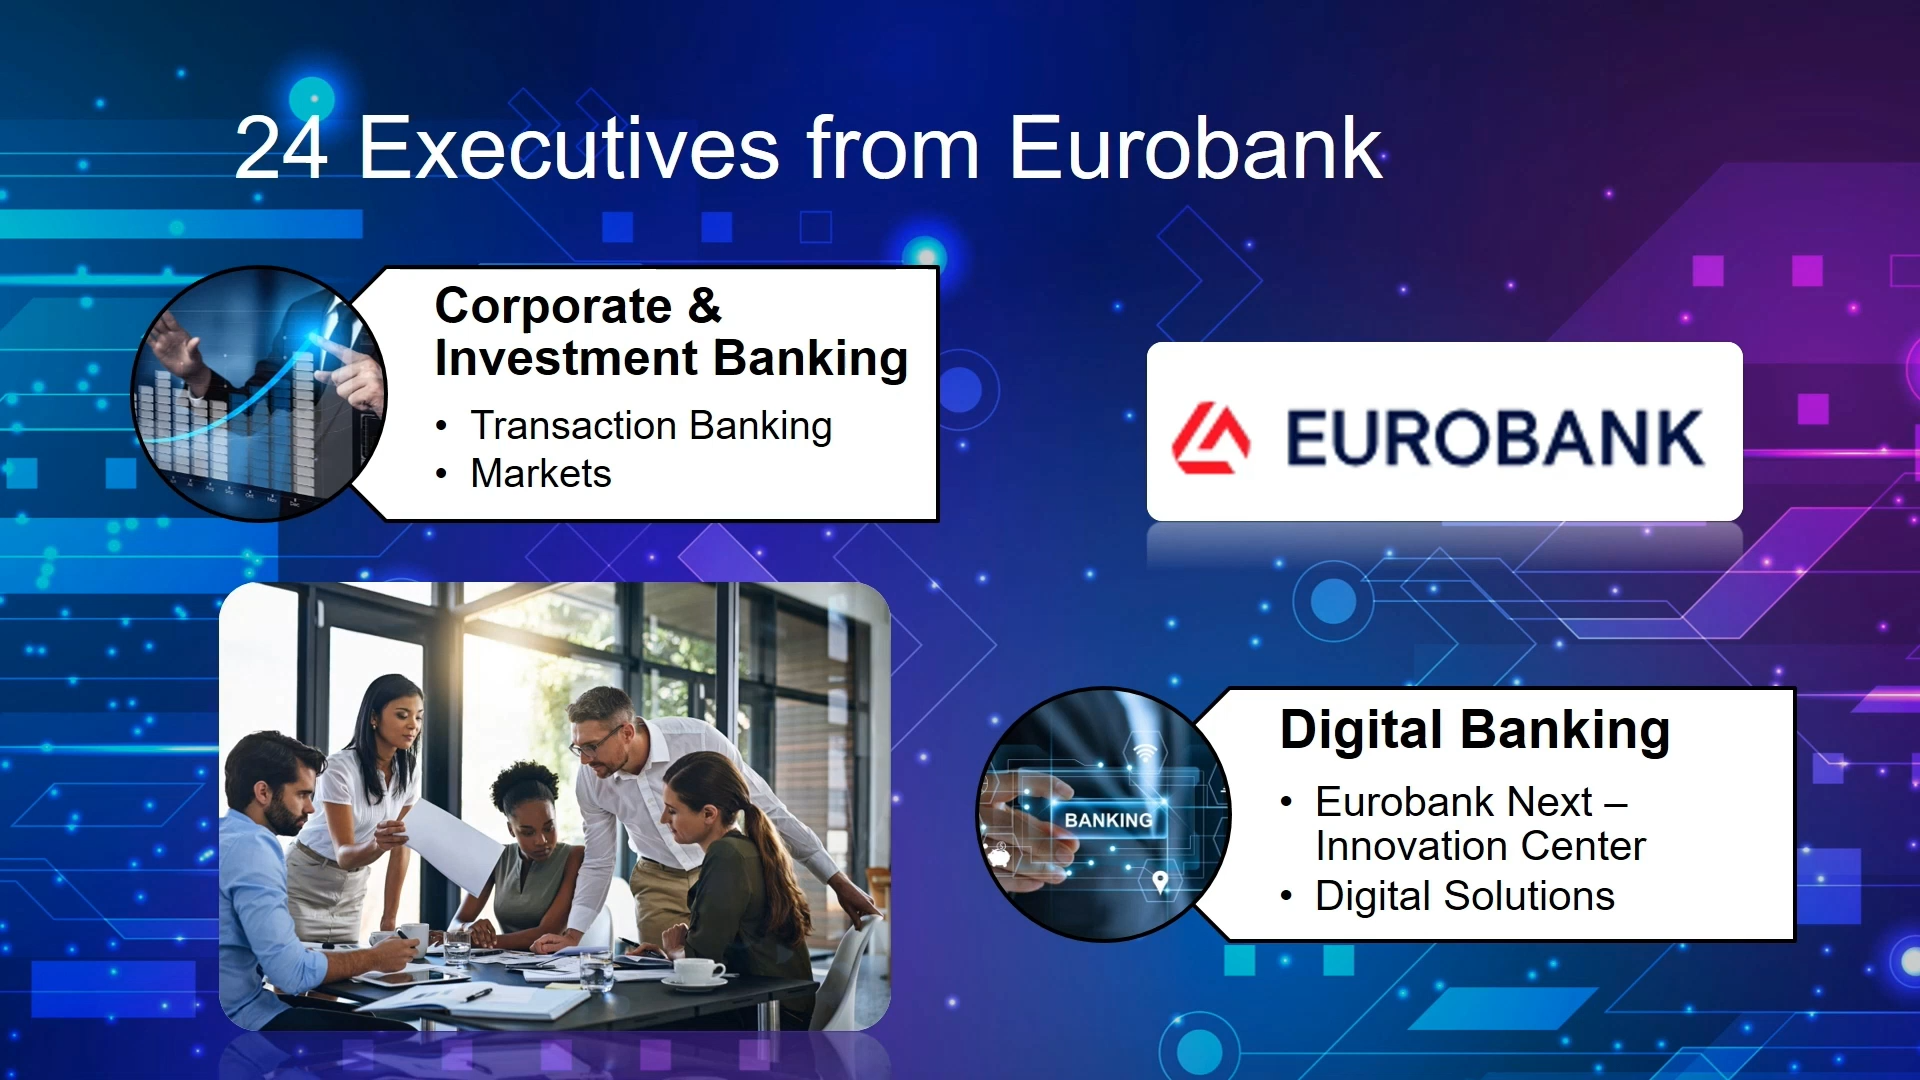 24 Executives from Eurobank
Corporate &
Investment Banking
• Transaction Banking
• Markets
EUROBANK
BANKING
Digital Banking
• Eurobank Next –
Innovation Center
• Digital Solutions